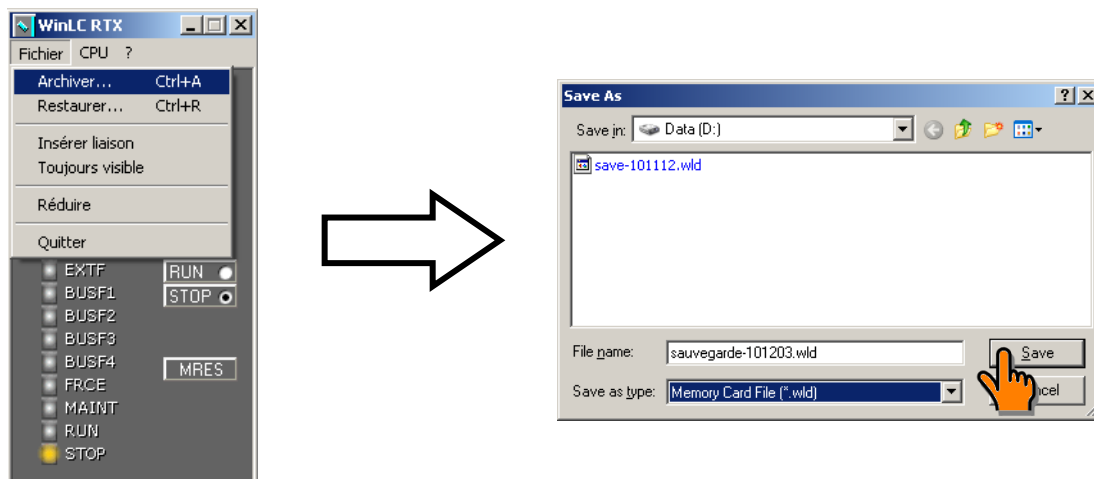 WinLC RTX
Fichier CPU ?
Archiver... Ctrl+A
Restaurer... Ctrl+R
Insérer liaison
Toujours visible
Réduire
Quitter
EXTF RUN
BUSF1 STOP
BUSF2
BUSF3
BUSF4 MRES
FRCE
MAINT
RUN
STOP
Save As
Save in: Data (D:)
save-101112.wld
File name: sauvegarde-101203.wld Save
Save as type: Memory Card File (*.wld)